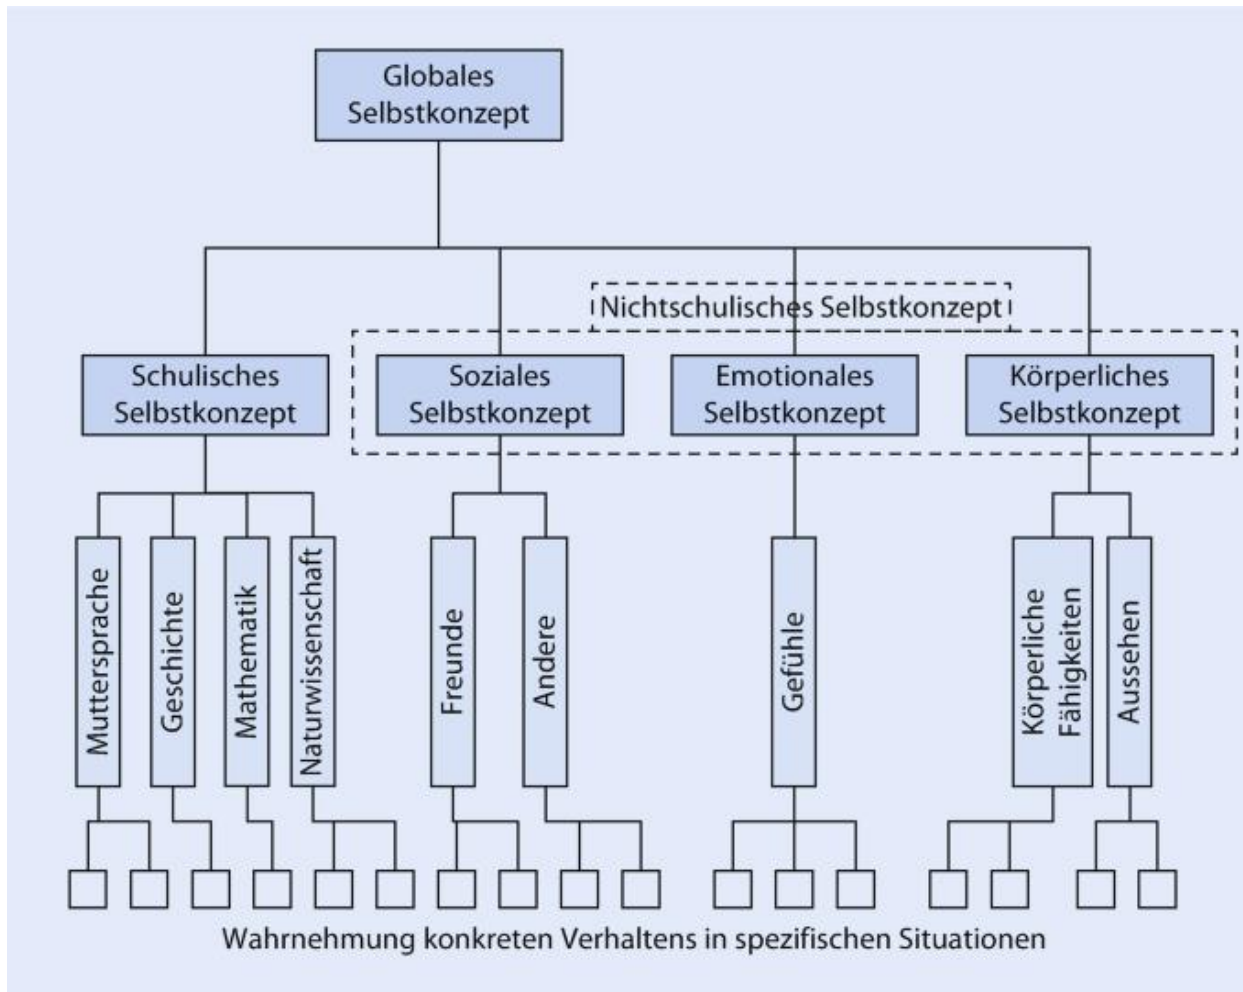 Globales
Selbstkonzept
Nichtschulisches Selbstkonzept
Schulisches
Selbstkonzept
Soziales
Selbstkonzept
Emotionales
Selbstkonzept
Körperliches
Selbstkonzept
Muttersprache
Geschichte
Mathematik
Naturwissenschaft
Freunde
Andere
Gefühle
Körperliche
Fähigkeiten
Aussehen
Wahrnehmung konkreten Verhaltens in spezifischen Situationen